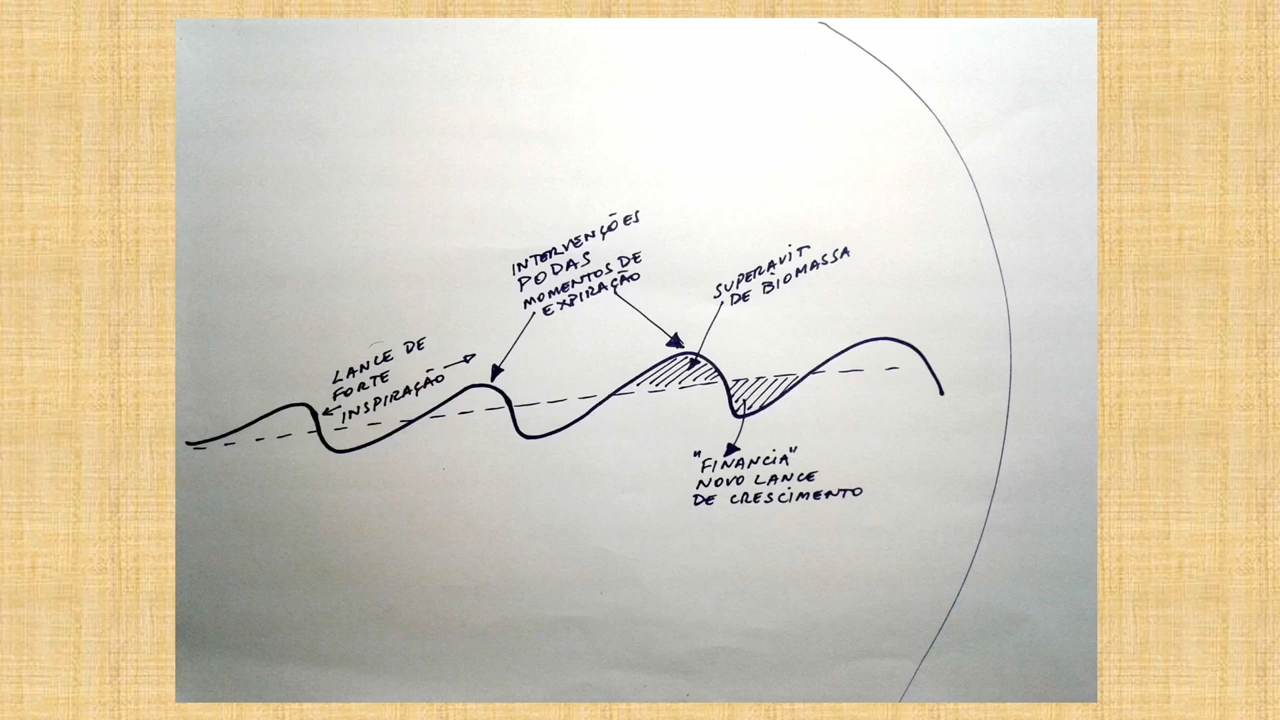 INTERVENÇÕES
PODAS
MOMENTOS DE
EXPIRAÇÃO
SUPERAVIT
DE BIOMASSA
LANCE DE
FORTE
INSPIRAÇÃO
"FINANCIA"
NOVO LANCE
DE CRESCIMENTO